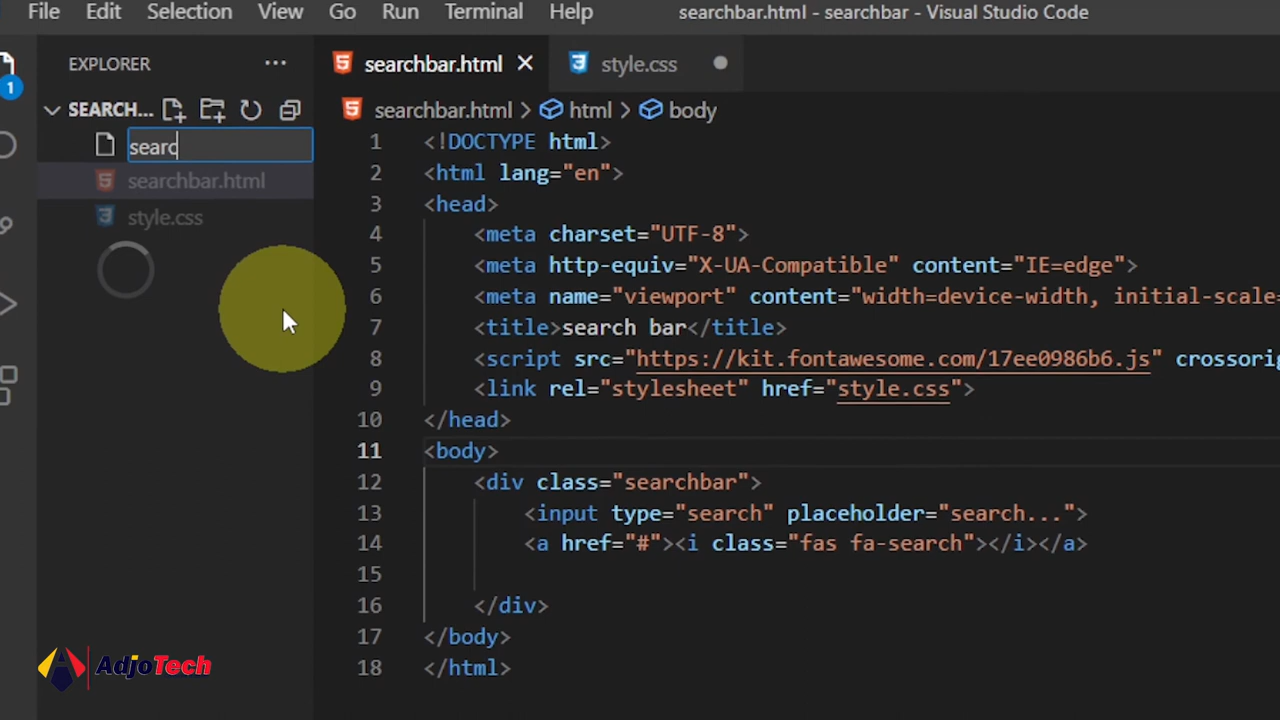 File Edit Selection View Go Run Terminal Help searchbar.html - searchbar - Visual Studio Code
EXPLORER ...
searchbar.html
style.css
SEARCH...
searchbar.html > html > body
searc
searchbar.html
style.css
1
1 <!DOCTYPE html>
2 <html lang="en">
3 <head>
4 <meta charset="UTF-8">
5 <meta http-equiv="X-UA-Compatible" content="IE=edge">
6 <meta name="viewport" content="width=device-width, initial-scale=
7 <title>search bar</title>
8 <script src="https://kit.fontawesome.com/17ee0986b6.js" crossori
9 <link rel="stylesheet" href="style.css">
10 </head>
11 <body>
12 <div class="searchbar">
13 <input type="search" placeholder="search...">
14 <a href="#"><i class="fas fa-search"></i></a>
15
16 </div>
17 </body>
18 </html>
AdjoTech